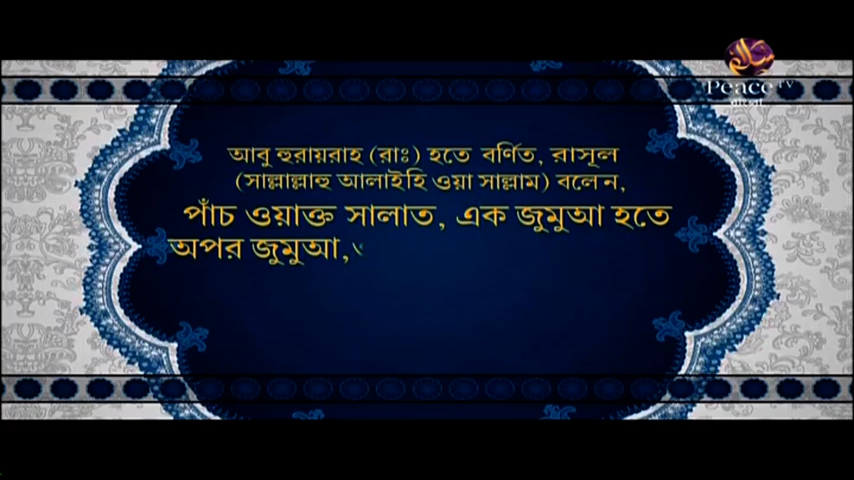 Peace TV
বাংলা
আবু হুরায়রাহ (রাঃ) হতে বর্ণিত, রাসূল
(সাল্লাল্লাহু আলাইহি ওয়া সাল্লাম) বলেন,
পাঁচ ওয়াক্ত সালাত, এক জুমুআ হতে
অপর জুমুআ,